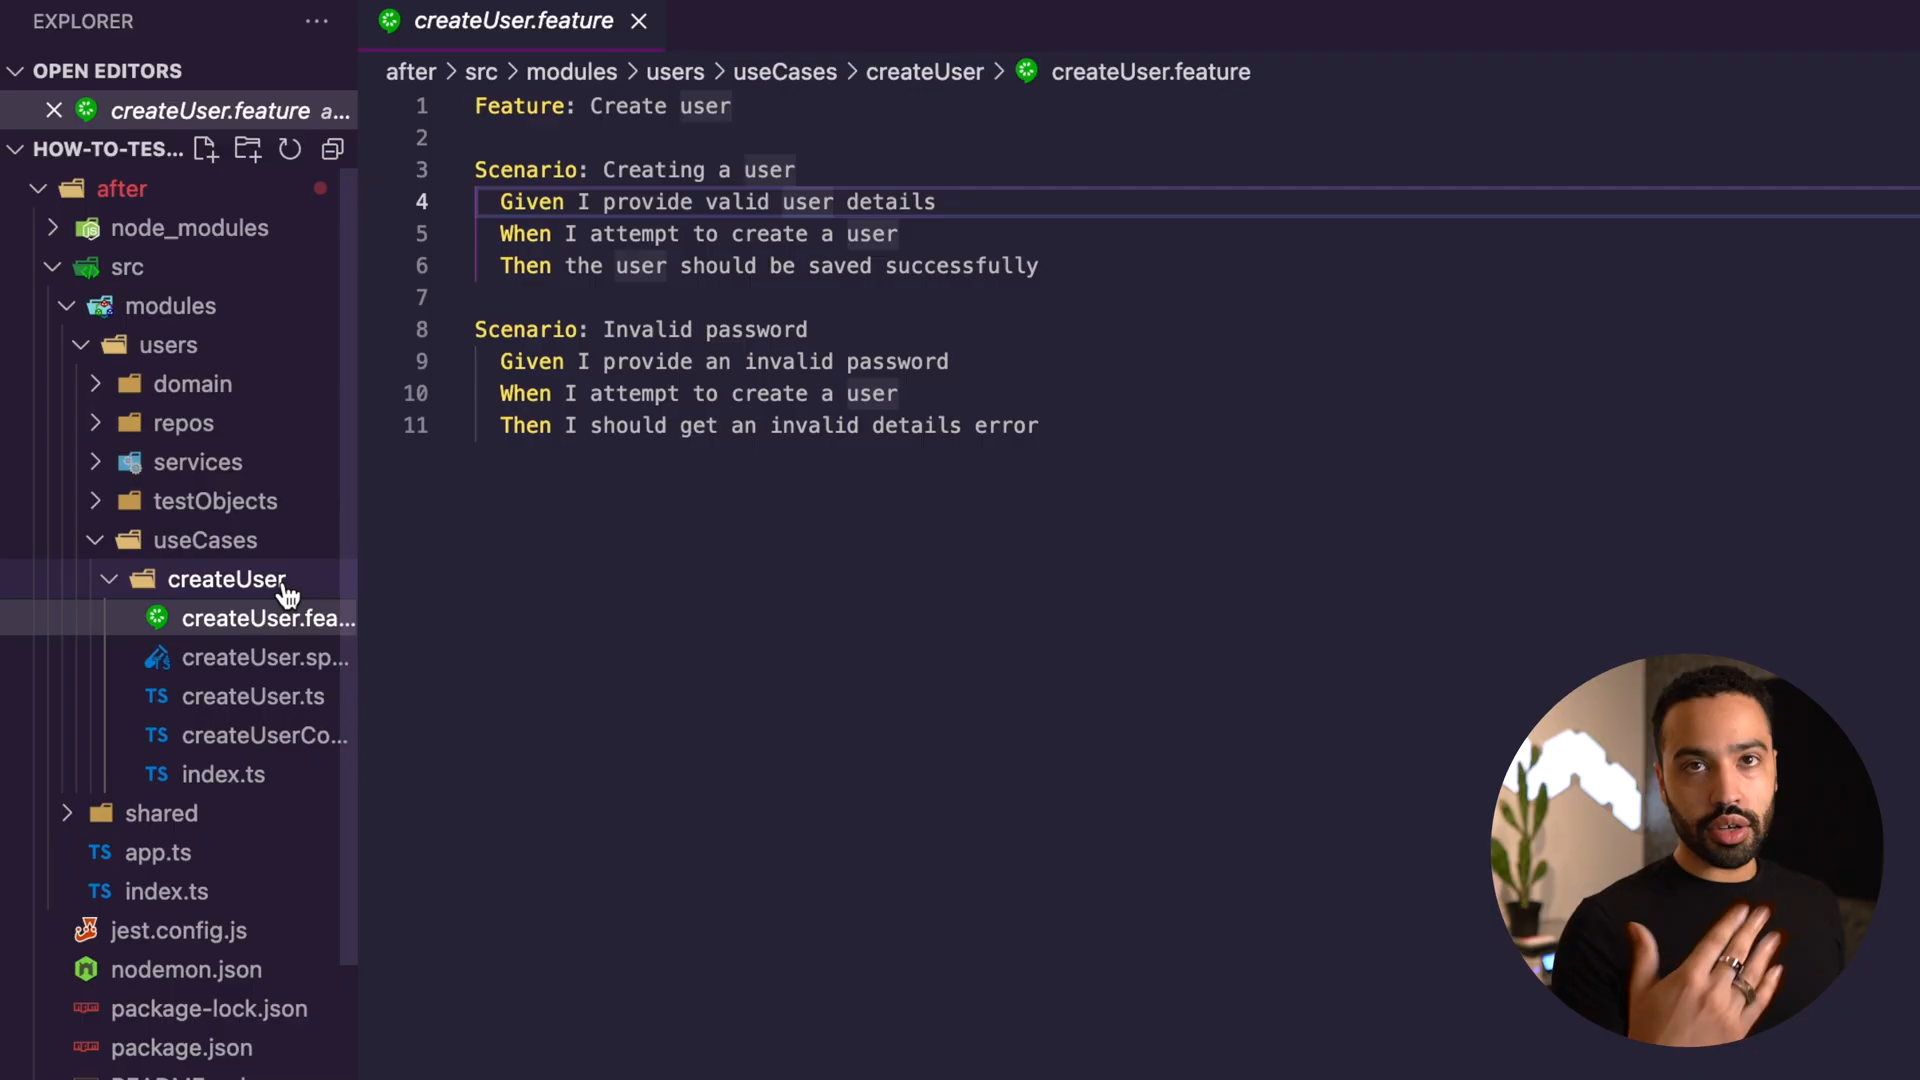 EXPLORER
OPEN EDITORS
createUser.feature a...
HOW-TO-TES...
after
node_modules
src
modules
users
domain
repos
services
testObjects
useCases
createUser
createUser.fea...
createUser.sp...
TS createUser.ts
TS createUserCo...
TS index.ts
shared
TS app.ts
TS index.ts
jest.config.js
nodemon.json
package-lock.json
package.json
createUser.feature
after > src > modules > users > useCases > createUser > createUser.feature
1 Feature: Create user
2
3 Scenario: Creating a user
4 Given I provide valid user details
5 When I attempt to create a user
6 Then the user should be saved successfully
7
8 Scenario: Invalid password
9 Given I provide an invalid password
10 When I attempt to create a user
11 Then I should get an invalid details error